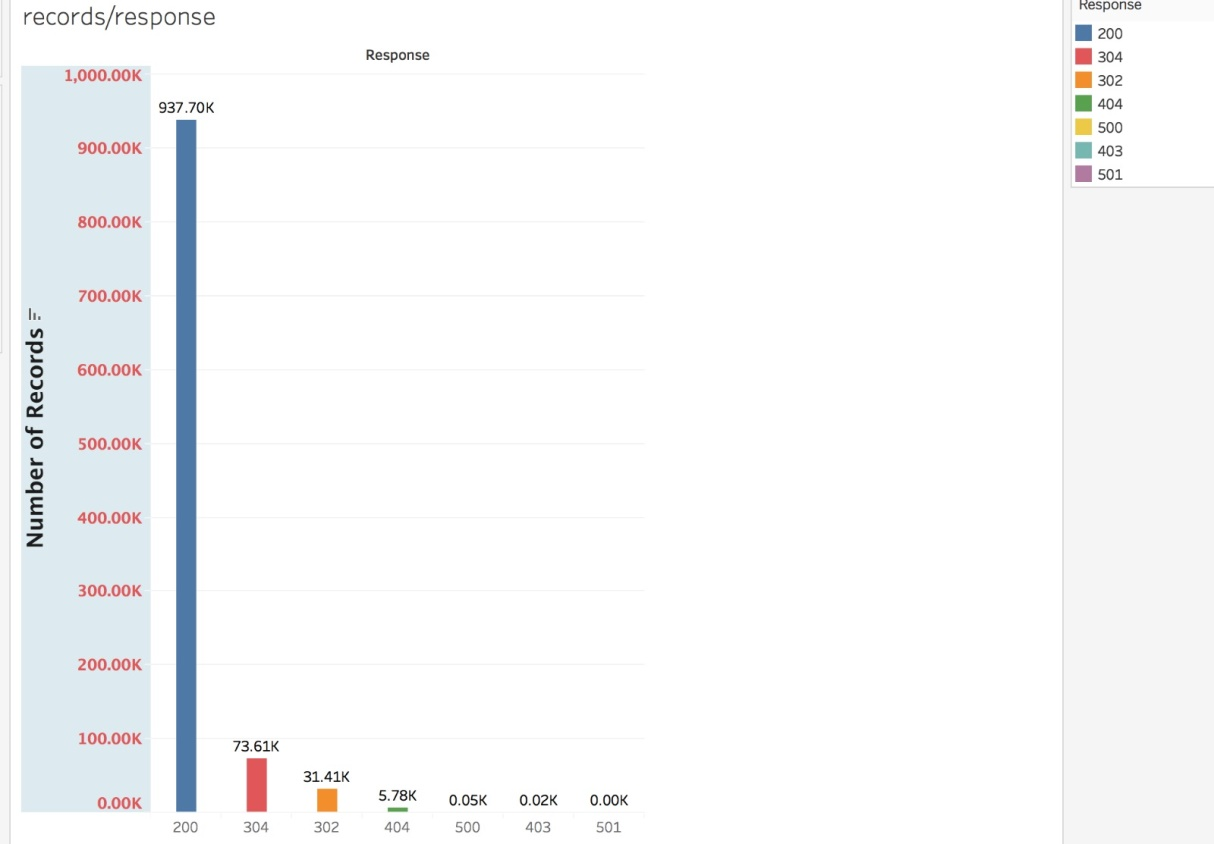 records/response
Response
1,000.00K
900.00K
800.00K
700.00K
600.00K
500.00K
400.00K
300.00K
200.00K
100.00K
0.00K
Number of Records
937.70K
73.61K
31.41K
5.78K
0.05K
0.02K
0.00K
200
304
302
404
500
403
501
Response
200
304
302
404
500
403
501